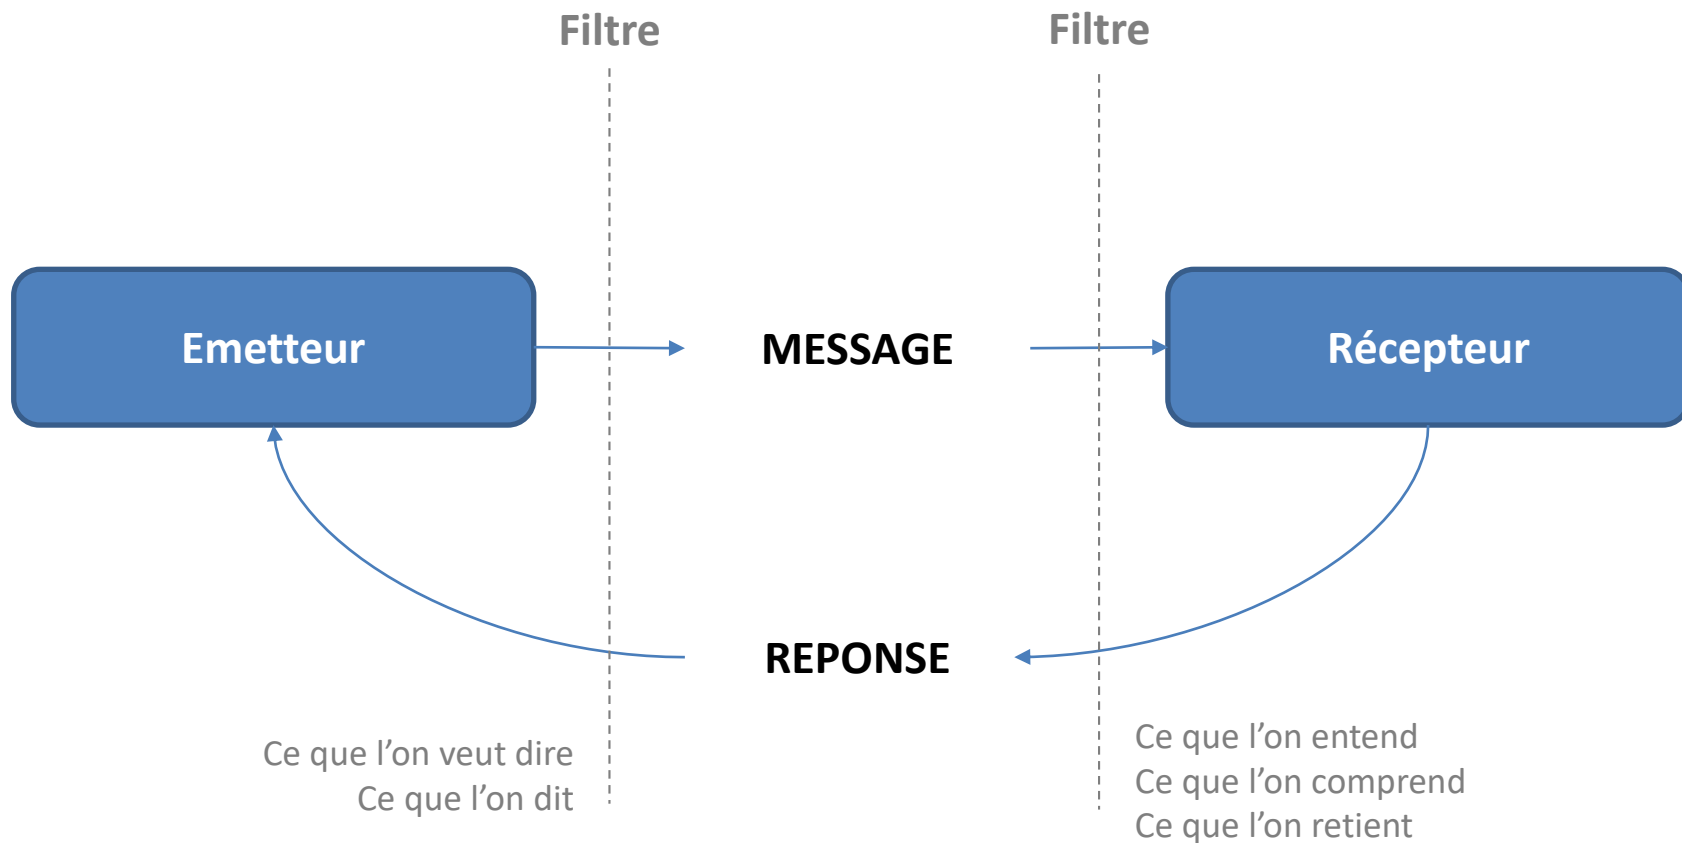 Filtre
Filtre
Emetteur
MESSAGE
Récepteur
REPONSE
Ce que l’on veut dire
Ce que l’on dit
Ce que l’on entend
Ce que l’on comprend
Ce que l’on retient